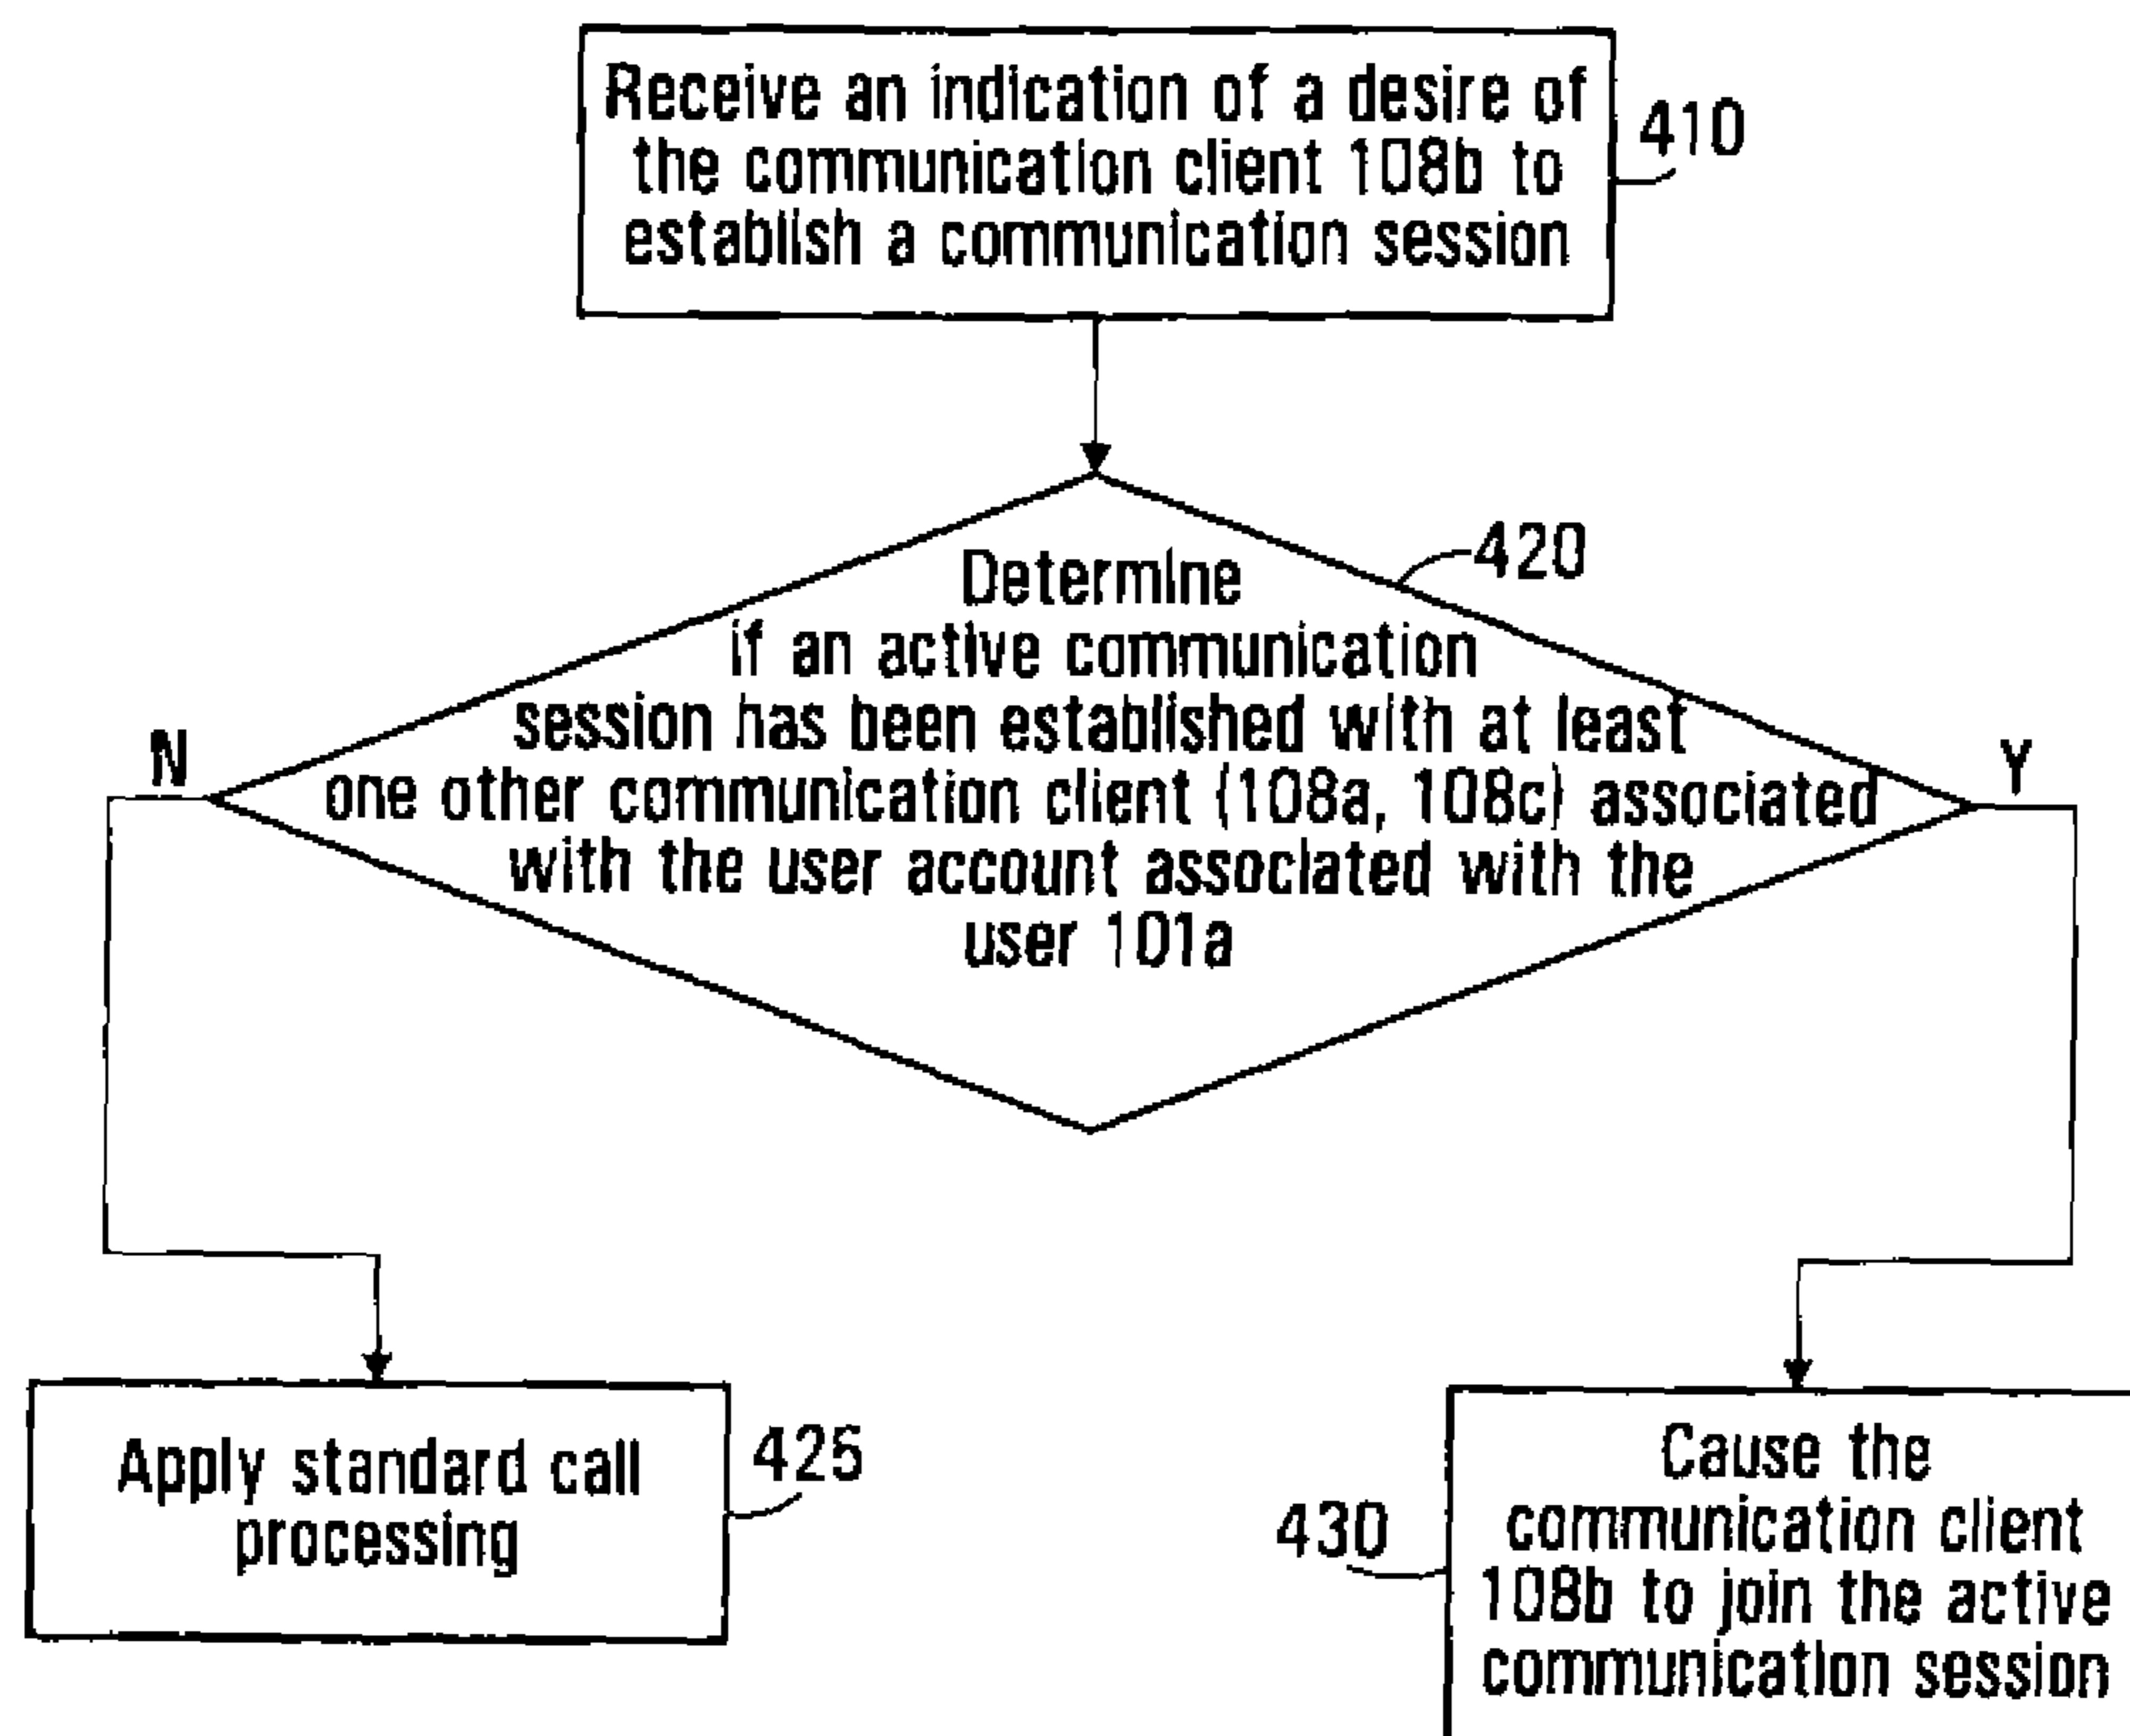 Receive an indication of a desire of
the communication client 108b to
establish a communication session
410
Determine
if an active communication
session has been established with at least
one other communication client (108a, 108c) associated
with the user account associated with the
user 101a
420
N
Y
Apply standard call
processing
425
430
Cause the
communication client
108b to join the active
communication session